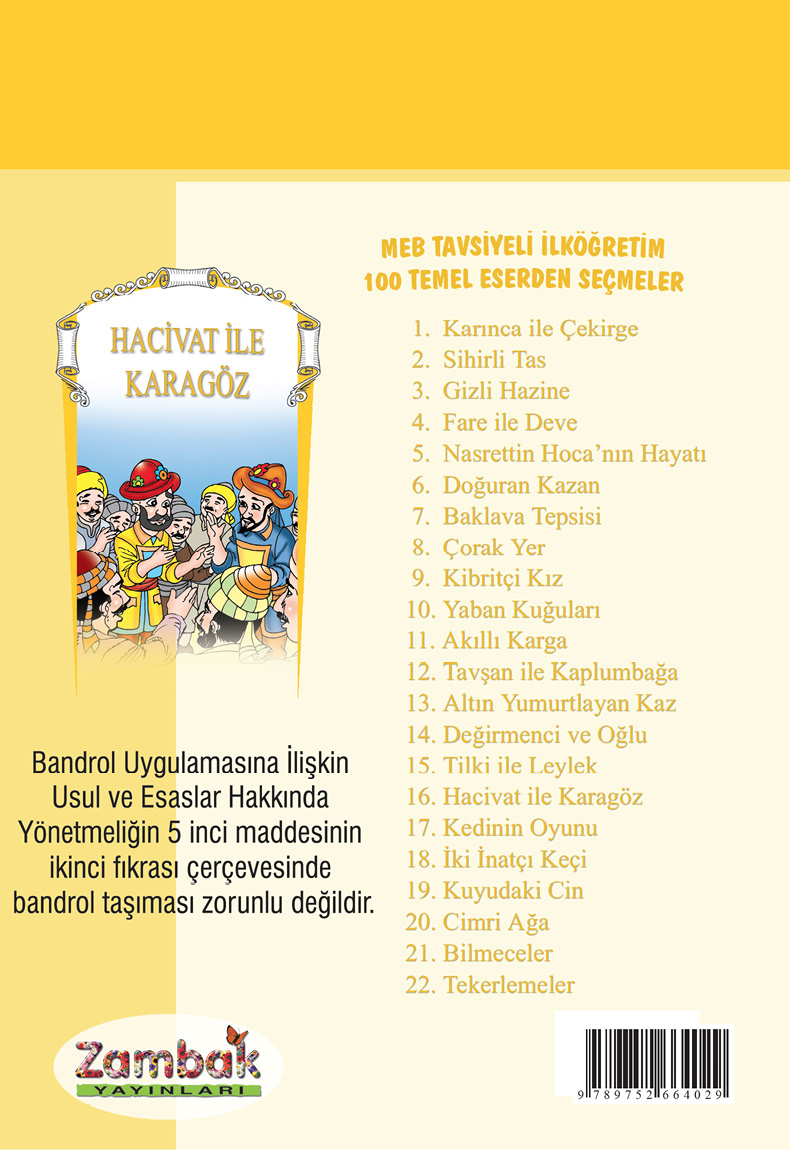 MEB TAVSİYELİ İLKÖĞRETİM
100 TEMEL ESERDEN SEÇMELER
HACİVAT İLE
KARAGÖZ
1. Karınca ile Çekirge
2. Sihirli Tas
3. Gizli Hazine
4. Fare ile Deve
5. Nasrettin Hoca’nın Hayatı
6. Doğuran Kazan
7. Baklava Tepsisi
8. Çorak Yer
9. Kibritçi Kız
10. Yaban Kuğuları
11. Akıllı Karga
12. Tavşan ile Kaplumbağa
13. Altın Yumurtlayan Kaz
14. Değirmenci ve Oğlu
15. Tilki ile Leylek
16. Hacivat ile Karagöz
17. Kedinin Oyunu
18. İki İnatçı Keçi
19. Kuyudaki Cin
20. Cimri Ağa
21. Bilmeceler
22. Tekerlemeler
Bandrol Uygulamasına İlişkin
Usul ve Esaslar Hakkında
Yönetmeliğin 5 inci maddesinin
ikinci fıkrası çerçevesinde
bandrol taşıması zorunlu değildir.
Zambak
YAYINLARI
9 789752 664029